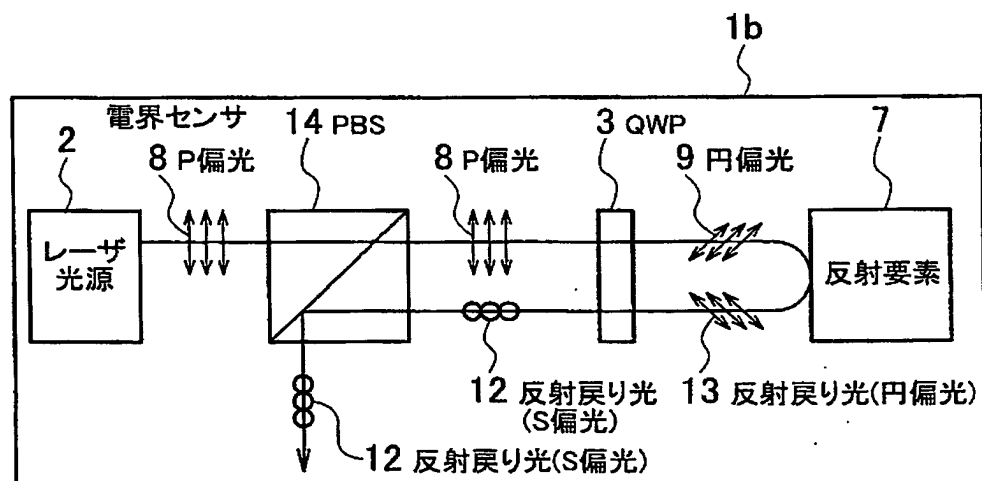 1b
電界センサ
2
14 PBS
3 QWP
7
8 P偏光
8 P偏光
9 円偏光
レーザ
光源
反射要素
12 反射戻り光
(S偏光)
13 反射戻り光(円偏光)
12 反射戻り光(S偏光)